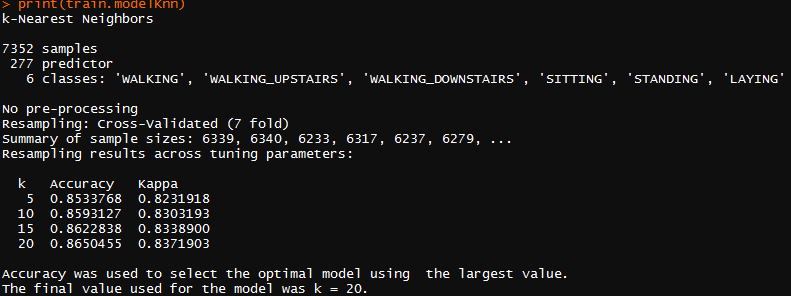 > print(train.modelKnn)
k-Nearest Neighbors
7352 samples
277 predictor
6 classes: 'WALKING', 'WALKING_UPSTAIRS', 'WALKING_DOWNSTAIRS', 'SITTING', 'STANDING', 'LAYING'
No pre-processing
Resampling: Cross-Validated (7 fold)
Summary of sample sizes: 6339, 6340, 6233, 6317, 6237, 6279, ...
Resampling results across tuning parameters:
k Accuracy Kappa
5 0.8533768 0.8231918
10 0.8593127 0.8303193
15 0.8622838 0.8338900
20 0.8650455 0.8371903
Accuracy was used to select the optimal model using the largest value.
The final value used for the model was k = 20.